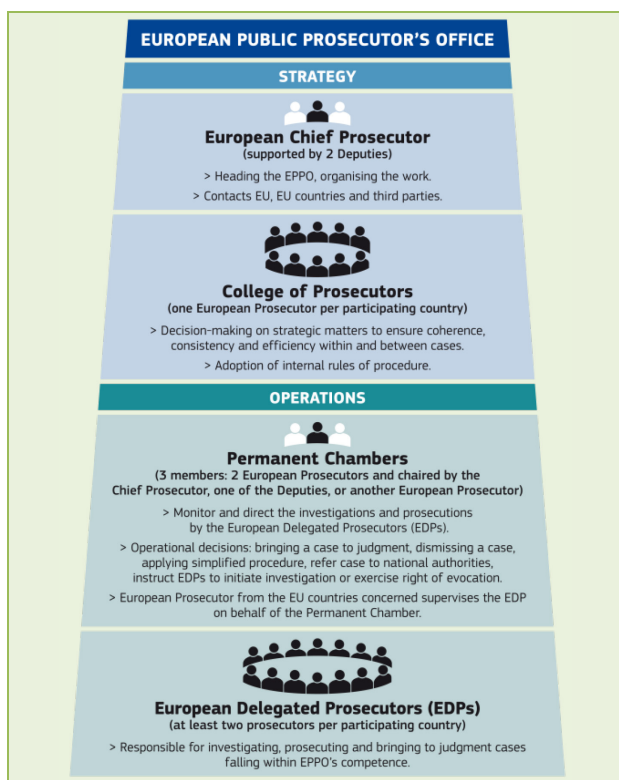 EUROPEAN PUBLIC PROSECUTOR'S OFFICE
STRATEGY
European Chief Prosecutor
(supported by 2 Deputies)
> Heading the EPPO, organising the work.
> Contacts EU, EU countries and third parties.
College of Prosecutors
(one European Prosecutor per participating country)
> Decision-making on strategic matters to ensure coherence,
consistency and efficiency within and between cases.
> Adoption of internal rules of procedure.
OPERATIONS
Permanent Chambers
(3 members: 2 European Prosecutors and chaired by the
Chief Prosecutor, one of the Deputies, or another European Prosecutor)
> Monitor and direct the investigations and prosecutions
by the European Delegated Prosecutors (EDPs).
> Operational decisions: bringing a case to judgment, dismissing a case,
applying simplified procedure, refer case to national authorities,
instruct EDPs to initiate investigation or exercise right of evocation.
> European Prosecutor from the EU countries concerned supervises the EDP
on behalf of the Permanent Chamber.
European Delegated Prosecutors (EDPs)
(at least two prosecutors per participating country)
> Responsible for investigating, prosecuting and bringing to judgment cases
falling within EPPO's competence.